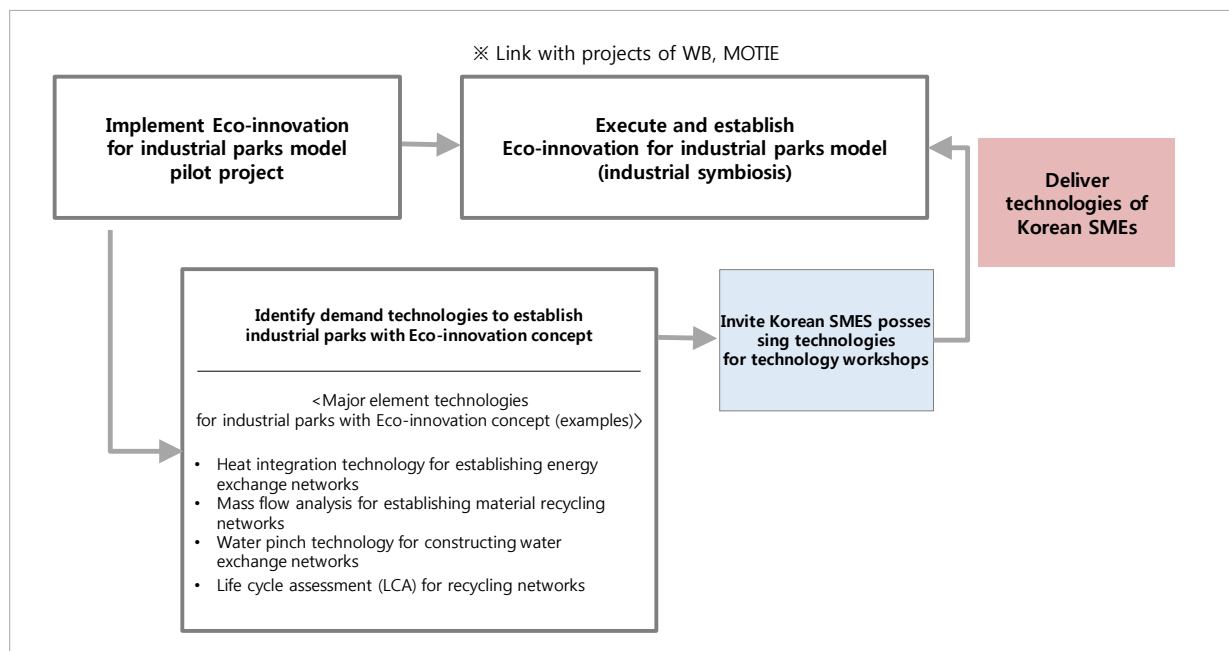 ※ Link with projects of WB, MOTIE
Implement Eco-innovation
for industrial parks model
pilot project
Execute and establish
Eco-innovation for industrial parks model
(industrial symbiosis)
Deliver
technologies of
Korean SMEs
Identify demand technologies to establish
industrial parks with Eco-innovation concept
<Major element technologies
for industrial parks with Eco-innovation concept (examples)〉
• Heat integration technology for establishing energy
exchange networks
• Mass flow analysis for establishing material recycling
networks
• Water pinch technology for constructing water
exchange networks
• Life cycle assessment (LCA) for recycling networks
Invite Korean SMES posses
sing technologies
for technology workshops